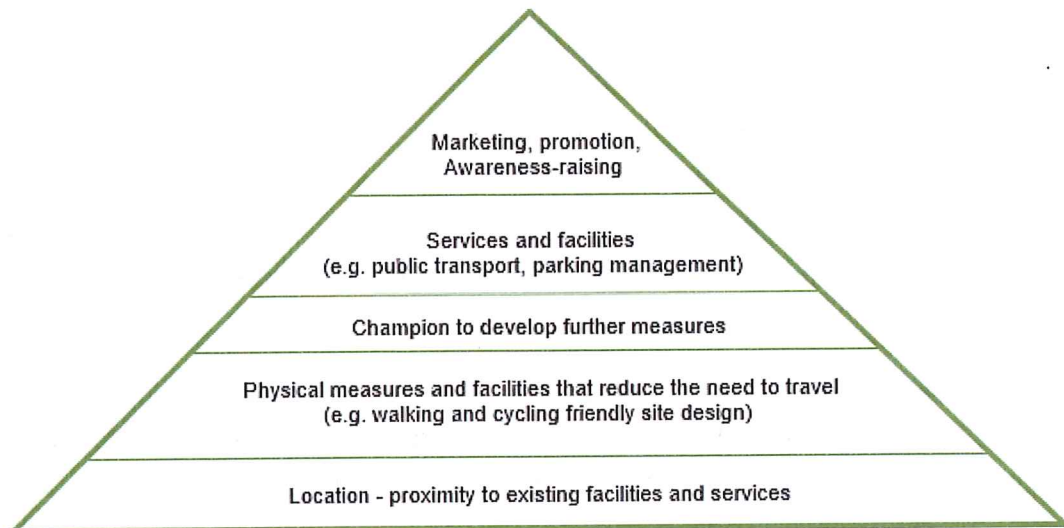 Marketing, promotion,
Awareness-raising
Services and facilities
(e.g. public transport, parking management)
Champion to develop further measures
Physical measures and facilities that reduce the need to travel
(e.g. walking and cycling friendly site design)
Location - proximity to existing facilities and services